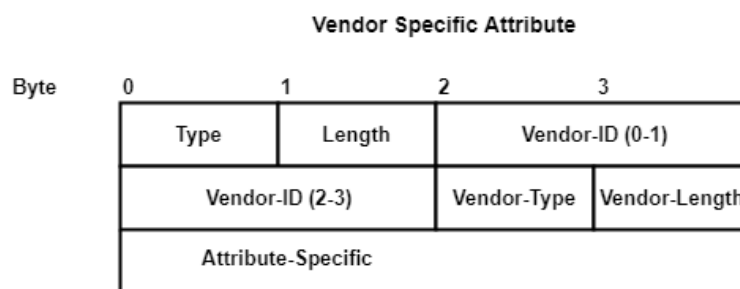 Vendor Specific Attribute
Byte 0 1 2 3
Type Length Vendor-ID (0-1)
Vendor-ID (2-3) Vendor-Type Vendor-Length
Attribute-Specific